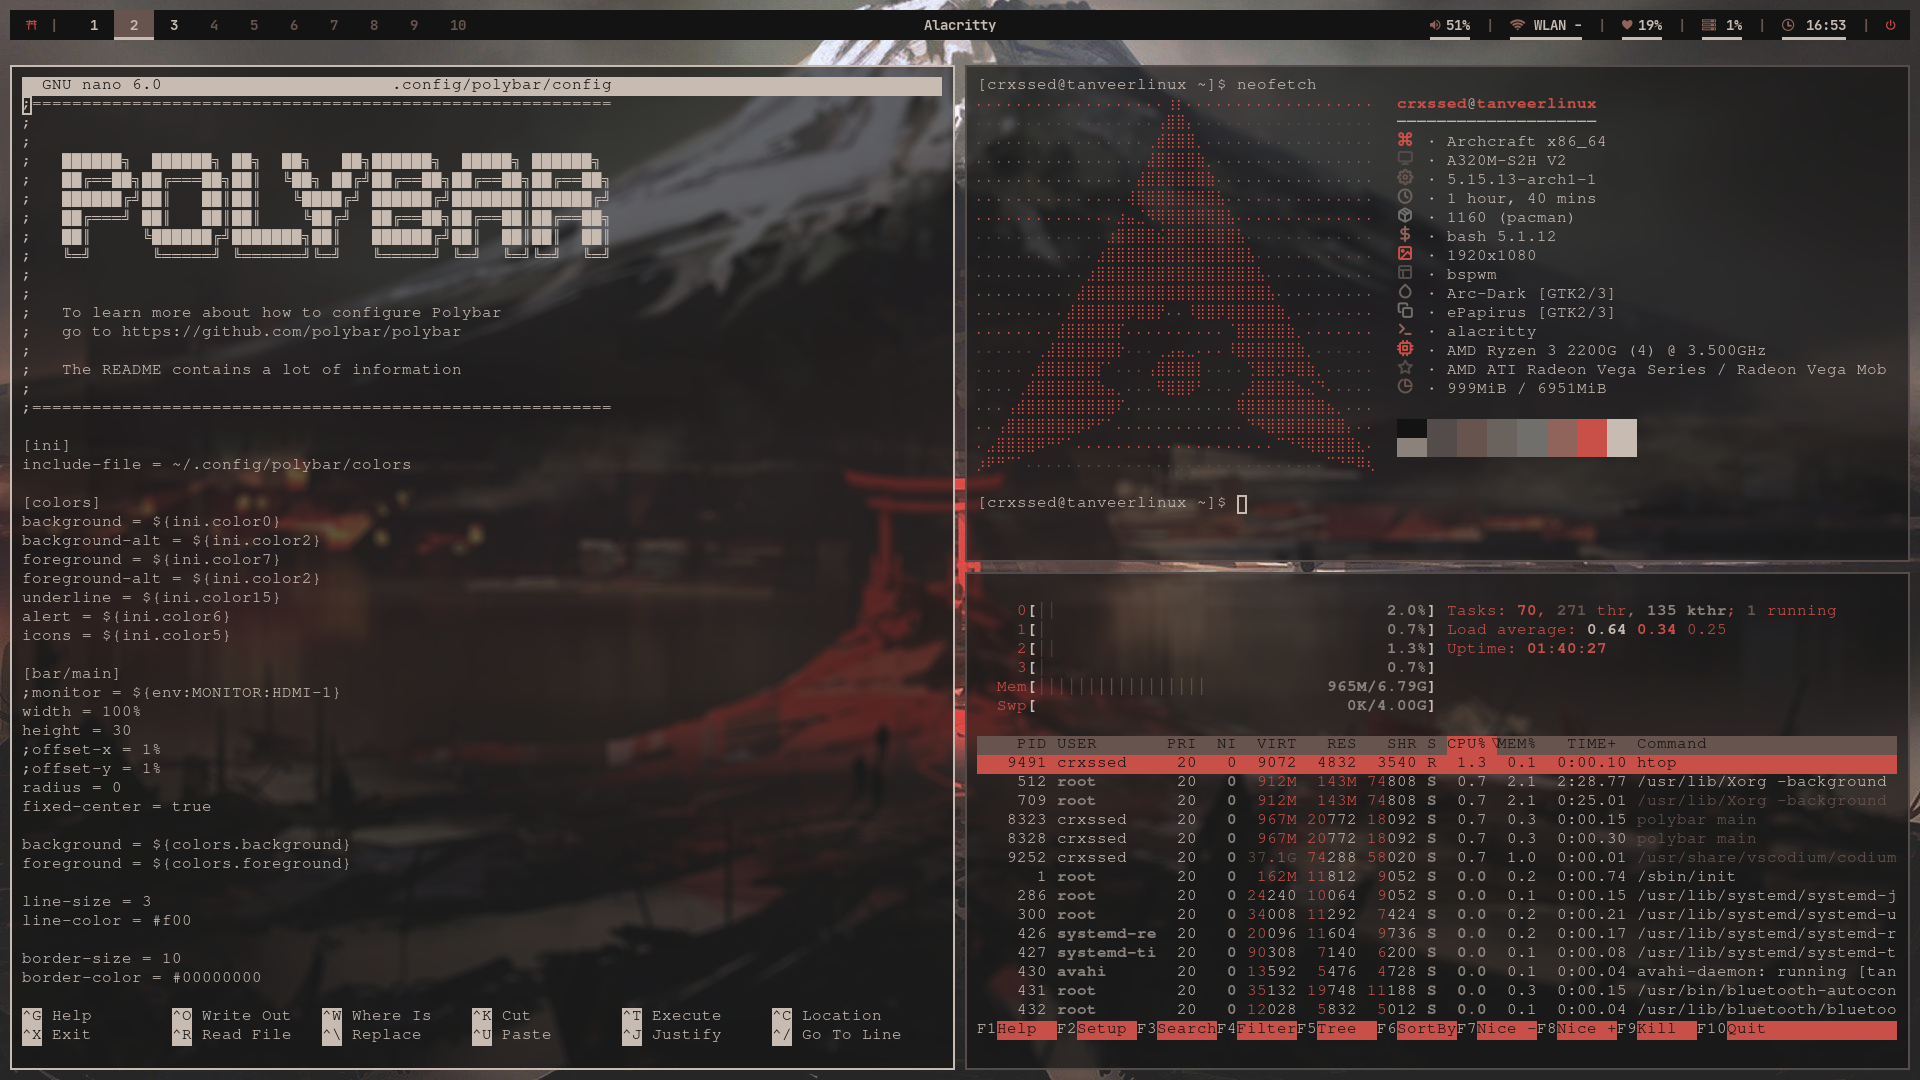 1 2 3 4 5 6 7 8 9 10
Alacritty
51% | WLAN - | 19% | 1% | 16:53 |
GNU nano 6.0 .config/polybar/config
;==========================================================
;
;
; POLYBAR
;
;
;
;
;
;
;
; To learn more about how to configure Polybar
; go to https://github.com/polybar/polybar
;
; The README contains a lot of information
;
;==========================================================
[ini]
include-file = ~/.config/polybar/colors
[colors]
background = ${ini.color0}
background-alt = ${ini.color2}
foreground = ${ini.color7}
foreground-alt = ${ini.color2}
underline = ${ini.color15}
alert = ${ini.color6}
icons = ${ini.color5}
[bar/main]
;monitor = ${env:MONITOR:HDMI-1}
width = 100%
height = 30
;offset-x = 1%
;offset-y = 1%
radius = 0
fixed-center = true
background = ${colors.background}
foreground = ${colors.foreground}
line-size = 3
line-color = #f00
border-size = 10
border-color = #00000000
^G Help ^O Write Out ^W Where Is ^K Cut ^T Execute ^C Location
^X Exit ^R Read File ^\ Replace ^U Paste ^J Justify ^/ Go To Line
[crxssed@tanveerlinux ~]$ neofetch
crxssed@tanveerlinux
────────────────────
· Archcraft x86_64
· A320M-S2H V2
· 5.15.13-arch1-1
· 1 hour, 40 mins
· 1160 (pacman)
· bash 5.1.12
· 1920x1080
· bspwm
· Arc-Dark [GTK2/3]
· ePapirus [GTK2/3]
· alacritty
· AMD Ryzen 3 2200G (4) @ 3.500GHz
· AMD ATI Radeon Vega Series / Radeon Vega Mob
· 999MiB / 6951MiB
[crxssed@tanveerlinux ~]$
0[|| 2.0%] Tasks: 70, 271 thr, 135 kthr; 1 running
1[| 0.7%] Load average: 0.64 0.34 0.25
2[|| 1.3%] Uptime: 01:40:27
3[| 0.7%]
Mem[||||||||||||||||| 965M/6.79G]
Swp[ 0K/4.00G]
PID USER PRI NI VIRT RES SHR S CPU%▽MEM% TIME+ Command
9491 crxssed 20 0 9072 4832 3540 R 1.3 0.1 0:00.10 htop
512 root 20 0 912M 143M 74808 S 0.7 2.1 2:28.77 /usr/lib/Xorg -background
709 root 20 0 912M 143M 74808 S 0.7 2.1 0:25.01 /usr/lib/Xorg -background
8323 crxssed 20 0 967M 20772 18092 S 0.7 0.3 0:00.15 polybar main
8328 crxssed 20 0 967M 20772 18092 S 0.7 0.3 0:00.30 polybar main
9252 crxssed 20 0 37.1G 74288 58020 S 0.7 1.0 0:00.01 /usr/share/vscodium/codium
1 root 20 0 162M 11812 9052 S 0.0 0.2 0:00.74 /sbin/init
286 root 20 0 24240 10064 9052 S 0.0 0.1 0:00.15 /usr/lib/systemd/systemd-j
300 root 20 0 34008 11292 7424 S 0.0 0.2 0:00.21 /usr/lib/systemd/systemd-u
426 systemd-re 20 0 20096 11604 9736 S 0.0 0.2 0:00.17 /usr/lib/systemd/systemd-r
427 systemd-ti 20 0 90308 7140 6200 S 0.0 0.1 0:00.08 /usr/lib/systemd/systemd-t
430 avahi 20 0 13592 5476 4728 S 0.0 0.1 0:00.04 avahi-daemon: running [tan
431 root 20 0 35132 19748 11188 S 0.0 0.3 0:00.15 /usr/bin/bluetooth-autocon
432 root 20 0 12028 5832 5012 S 0.0 0.1 0:00.04 /usr/lib/bluetooth/bluetoo
F1Help F2Setup F3SearchF4FilterF5Tree F6SortByF7Nice -F8Nice +F9Kill F10Quit